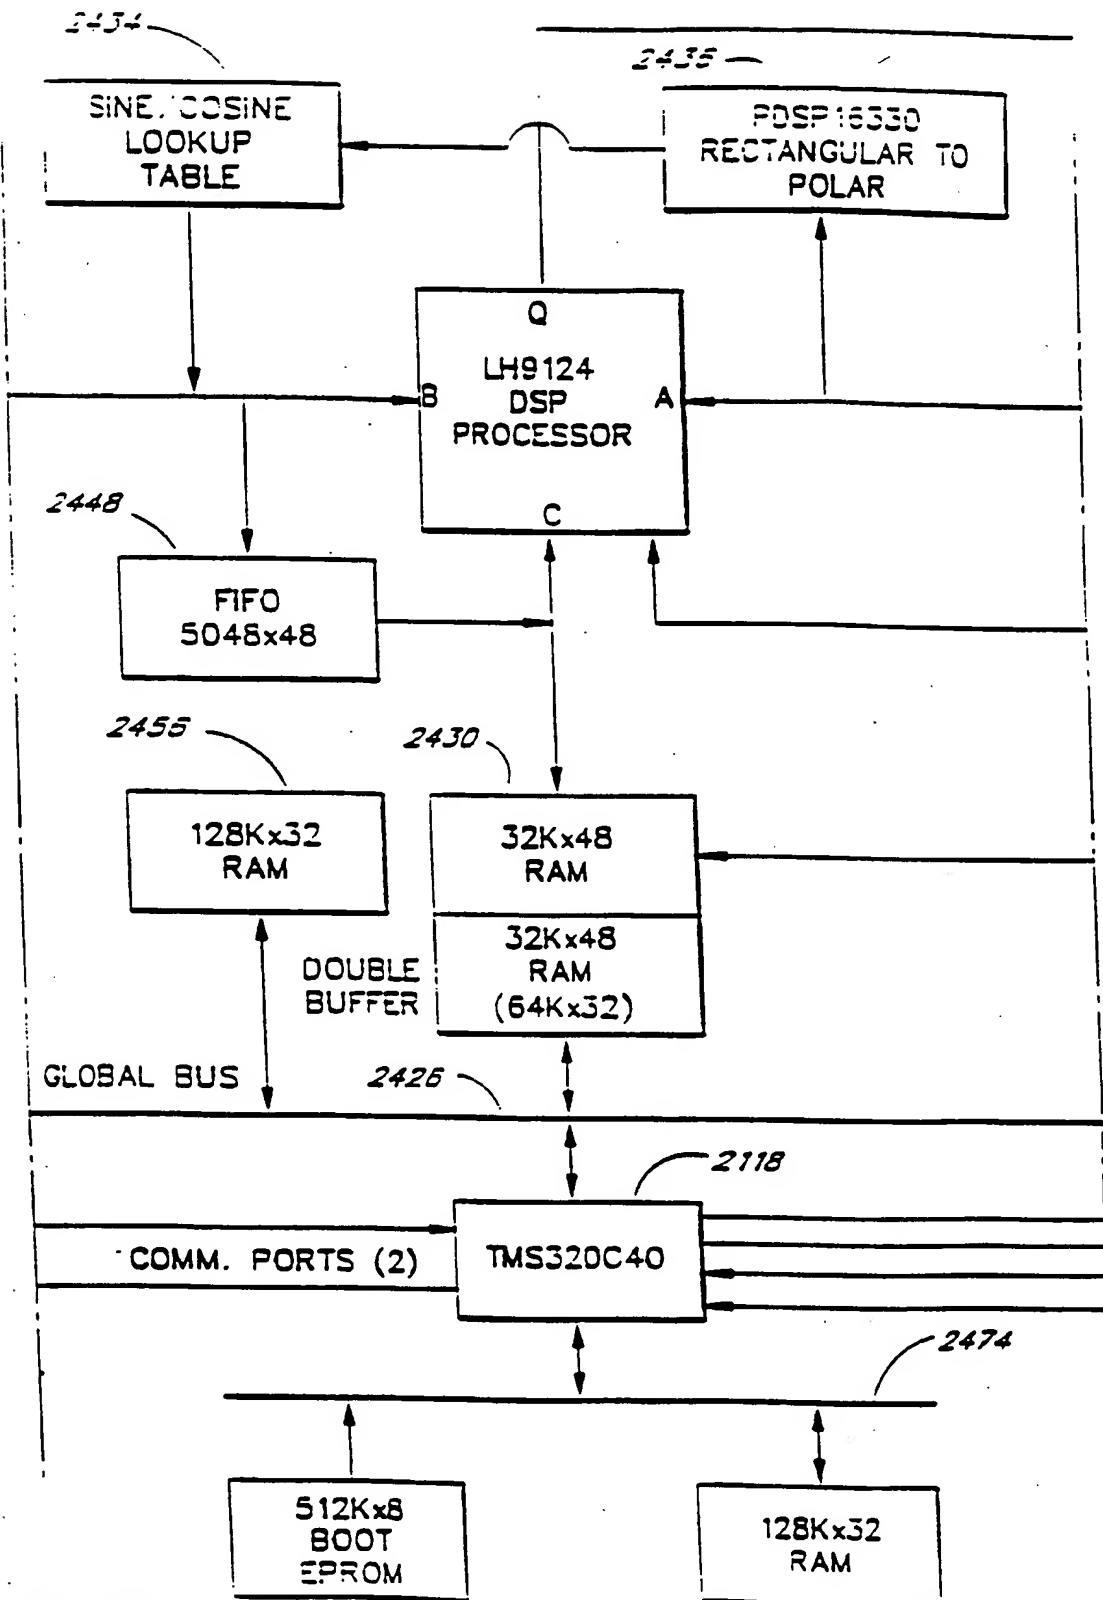 2434
2436
SINE/COSINE
LOOKUP
TABLE
PDSP16330
RECTANGULAR TO
POLAR
Q
LH9124
DSP
PROCESSOR
B
A
C
2448
FIFO
5048x48
2456
2430
128Kx32
RAM
32Kx48
RAM
DOUBLE
BUFFER
32Kx48
RAM
(64Kx32)
GLOBAL BUS
2426
2118
COMM. PORTS (2)
TMS320C40
2474
512Kx8
BOOT
EPROM
128Kx32
RAM